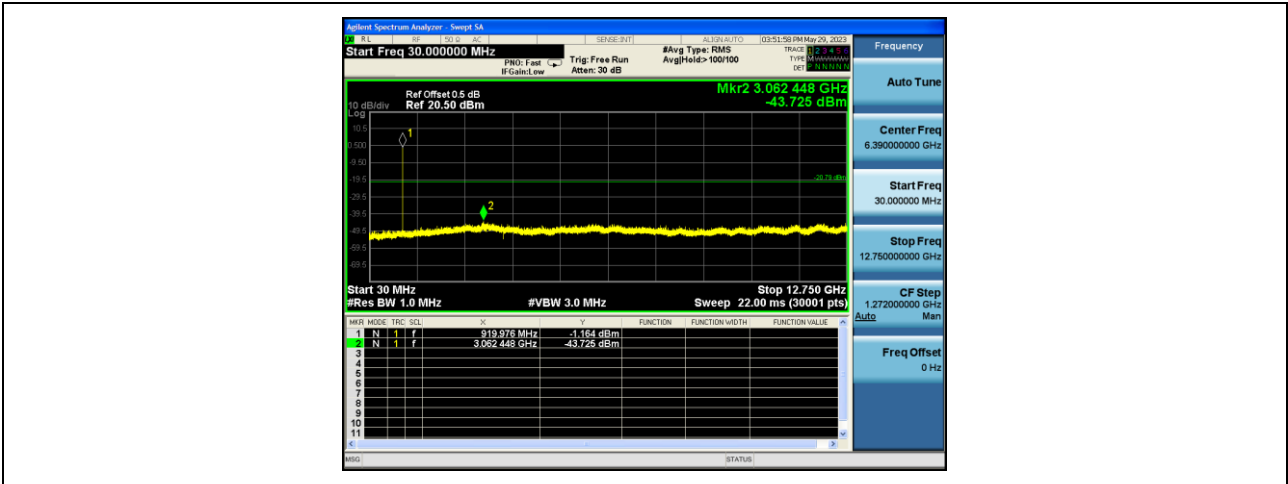 Agilent Spectrum Analyzer - Swept SA
RL RF 50 Ω AC SENSE:INT ALIGN AUTO 03:51:58 PM May 29, 2023
Start Freq 30.000000 MHz
PNO: Fast
IFGain:Low
Trig: Free Run
Atten: 30 dB
#Avg Type: RMS
Avg|Hold:> 100/100
TRACE 1 2 3 4 5 6
TYPE M
DET P N N N N N
Ref Offset 0.5 dB
10 dB/div Ref 20.50 dBm
Log
Mkr2 3.062 448 GHz
-43.725 dBm
10.5
0.500
-9.50
-19.5
-29.5
-39.5
-49.5
-59.5
-69.5
1
2
-20.79 dBm
Start 30 MHz Stop 12.750 GHz
#Res BW 1.0 MHz #VBW 3.0 MHz Sweep 22.00 ms (30001 pts)
MKR MODE TRC SCL X Y FUNCTION FUNCTION WIDTH FUNCTION VALUE
1 N 1 f 919.976 MHz -1.164 dBm
2 N 1 f 3.062 448 GHz -43.725 dBm
3
4
5
6
7
8
9
10
11
MSG STATUS
Frequency
Auto Tune
Center Freq
6.390000000 GHz
Start Freq
30.000000 MHz
Stop Freq
12.750000000 GHz
CF Step
1.272000000 GHz
Auto Man
Freq Offset
0 Hz